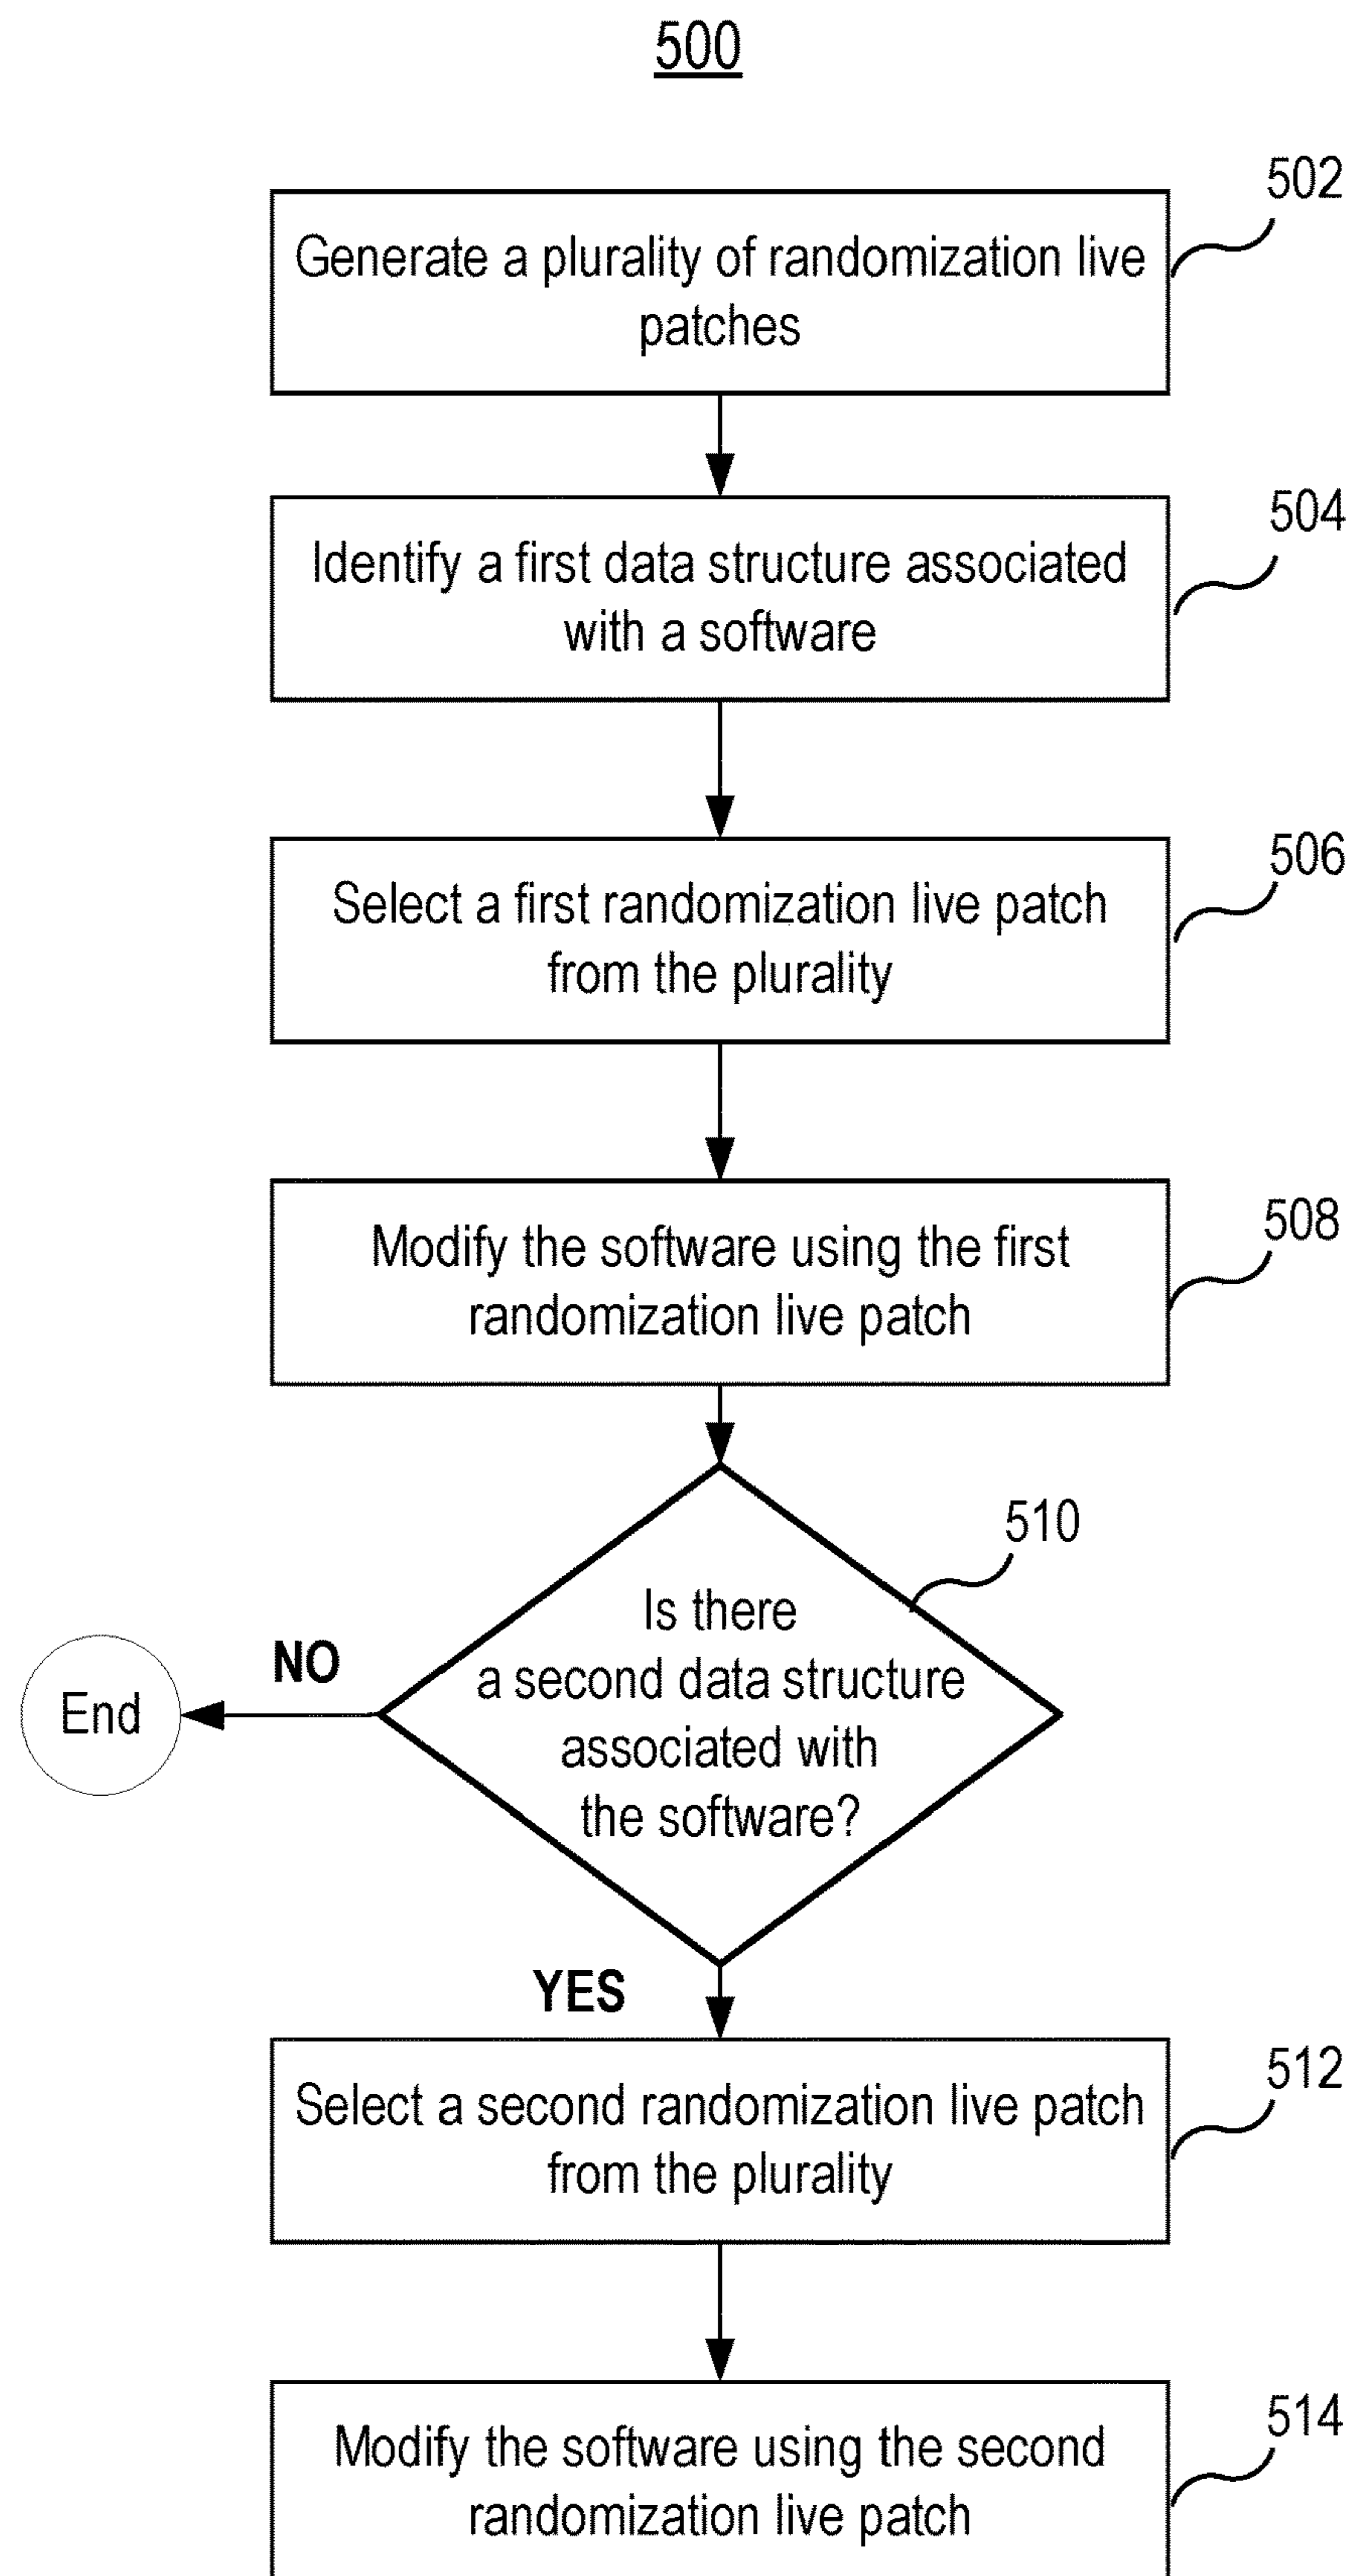 500
502
Generate a plurality of randomization live
patches
504
Identify a first data structure associated
with a software
506
Select a first randomization live patch
from the plurality
508
Modify the software using the first
randomization live patch
510
Is there
a second data structure
associated with
the software?
NO
End
YES
512
Select a second randomization live patch
from the plurality
514
Modify the software using the second
randomization live patch